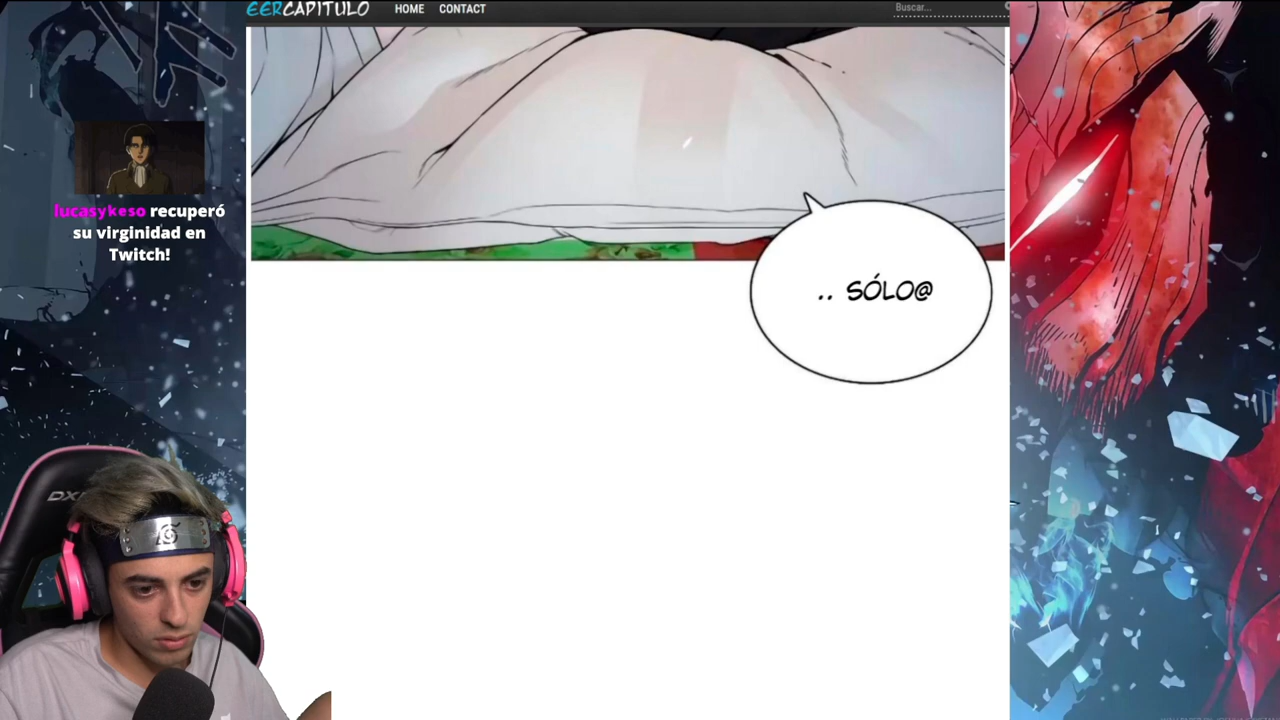 EERCAPITULO
HOME
CONTACT
Buscar...
.. SÓLO@
lucasykeso recuperó
su virginidad en
Twitch!